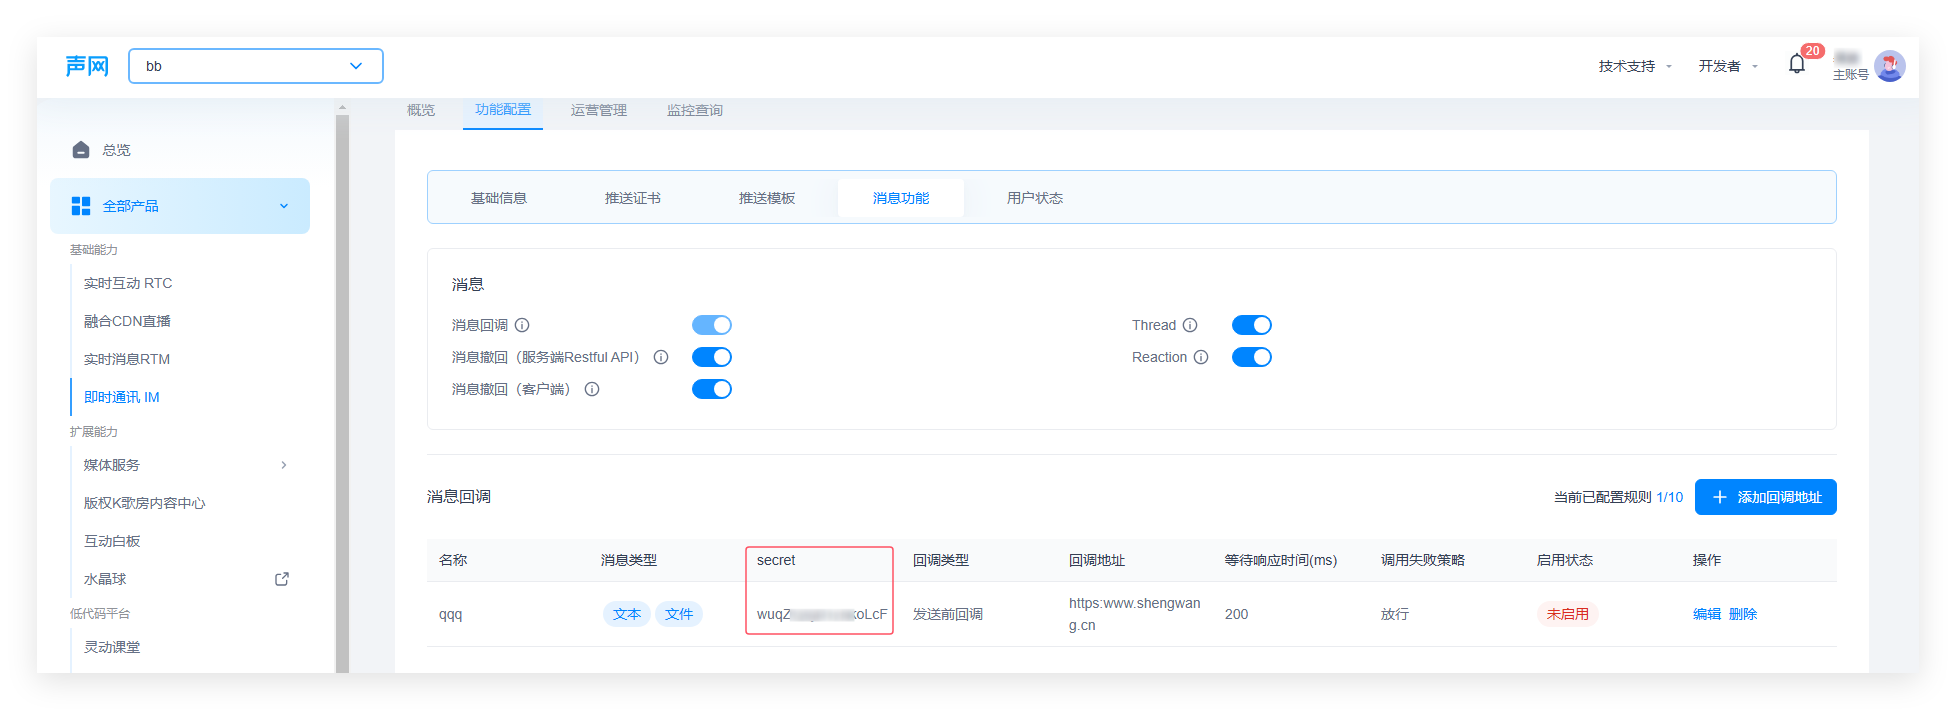 声网
bb
技术支持
开发者
20
主账号
概览
功能配置
运营管理
监控查询
总览
全部产品
基础能力
实时互动 RTC
融合CDN直播
实时消息RTM
即时通讯 IM
扩展能力
媒体服务
版权K歌房内容中心
互动白板
水晶球
低代码平台
灵动课堂
基础信息
推送证书
推送模板
消息功能
用户状态
消息
消息回调
Thread
消息撤回（服务端Restful API）
Reaction
消息撤回（客户端）
消息回调
当前已配置规则 1/10
添加回调地址
名称
消息类型
secret
回调类型
回调地址
等待响应时间(ms)
调用失败策略
启用状态
操作
qqq
文本
文件
发送前回调
https:www.shengwan
g.cn
200
放行
未启用
编辑
删除